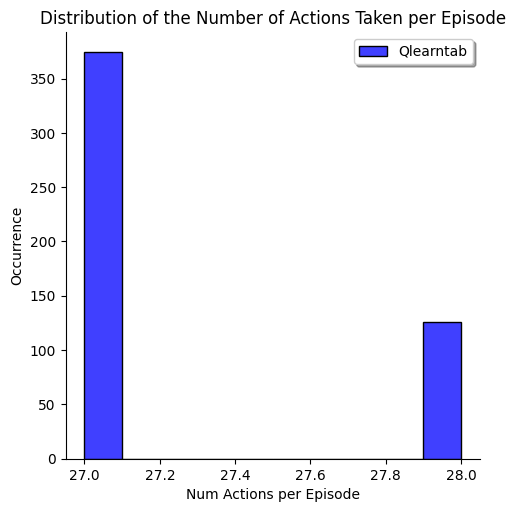 Distribution of the Number of Actions Taken per Episode
Qlearntab
350
300
250
200
150
100
50
0
Occurrence
27.0 27.2 27.4 27.6 27.8 28.0
Num Actions per Episode